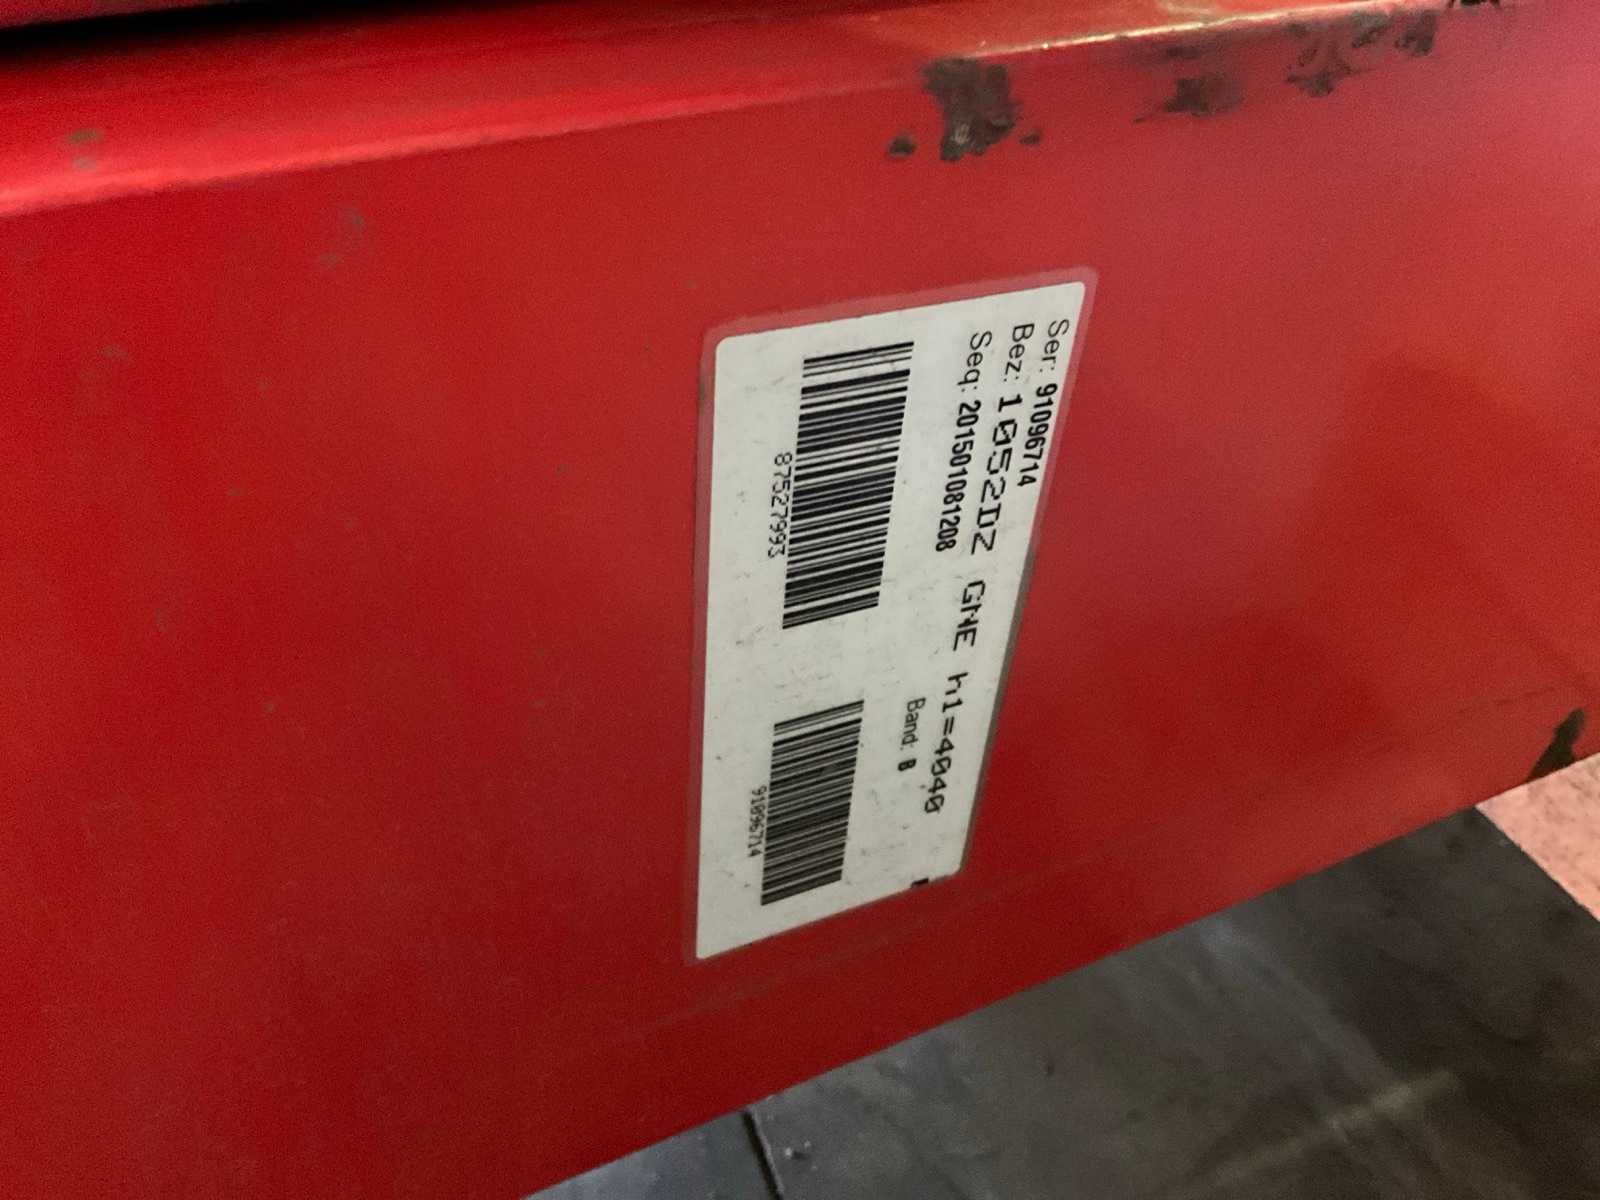 Ser: 91096714
Bez: 1052DZ GNE h1=4040
Seq: 201501081208
Band: B
87527993
91096714